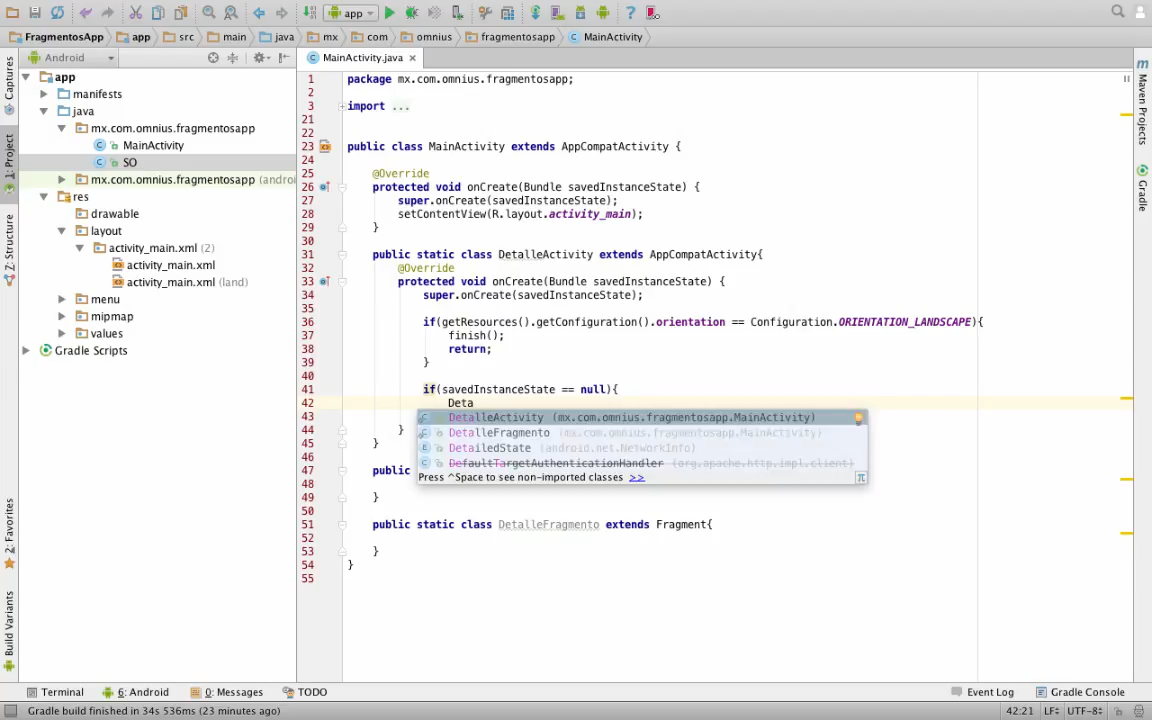 app
FragmentosApp app src main java mx com omnius fragmentosapp MainActivity
Android
MainActivity.java
Captures
1: Project
Z: Structure
2: Favorites
Build Variants
Maven Projects
Gradle
app
manifests
java
mx.com.omnius.fragmentosapp
MainActivity
SO
mx.com.omnius.fragmentosapp (androi
res
drawable
layout
activity_main.xml (2)
activity_main.xml
activity_main.xml (land)
menu
mipmap
values
Gradle Scripts
1 package mx.com.omnius.fragmentosapp;
2
3 import ...
21
22
23 public class MainActivity extends AppCompatActivity {
24
25 @Override
26 protected void onCreate(Bundle savedInstanceState) {
27 super.onCreate(savedInstanceState);
28 setContentView(R.layout.activity_main);
29 }
30
31 public static class DetalleActivity extends AppCompatActivity{
32 @Override
33 protected void onCreate(Bundle savedInstanceState) {
34 super.onCreate(savedInstanceState);
35
36 if(getResources().getConfiguration().orientation == Configuration.ORIENTATION_LANDSCAPE){
37 finish();
38 return;
39 }
40
41 if(savedInstanceState == null){
42 Deta
DetalleActivity (mx.com.omnius.fragmentosapp.MainActivity)
DetalleFragmento (mx.com.omnius.fragmentosapp.MainActivity)
DetailedState (android.net.NetworkInfo)
DefaultTargetAuthenticationHandler (org.apache.http.impl.client)
Press ^Space to see non-imported classes >>
43
44 }
45 }
46
47 public
48
49 }
50
51 public static class DetalleFragmento extends Fragment{
52
53 }
54 }
55
Terminal 6: Android 0: Messages TODO Event Log Gradle Console
Gradle build finished in 34s 536ms (23 minutes ago) 42:21 LF UTF-8